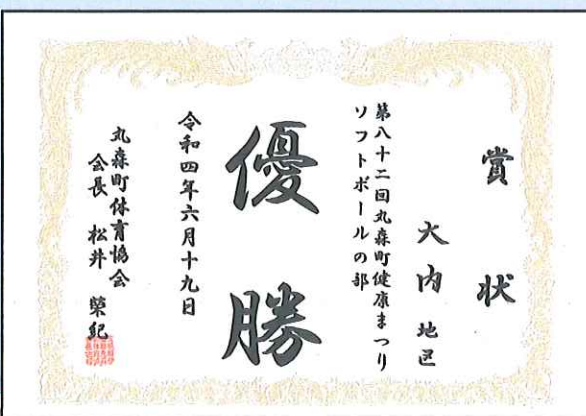 賞状
大内地区
第八十二回丸森町健康まつり
ソフトボールの部
優勝
令和四年六月十九日
丸森町体育協会
会長 松井 榮紀